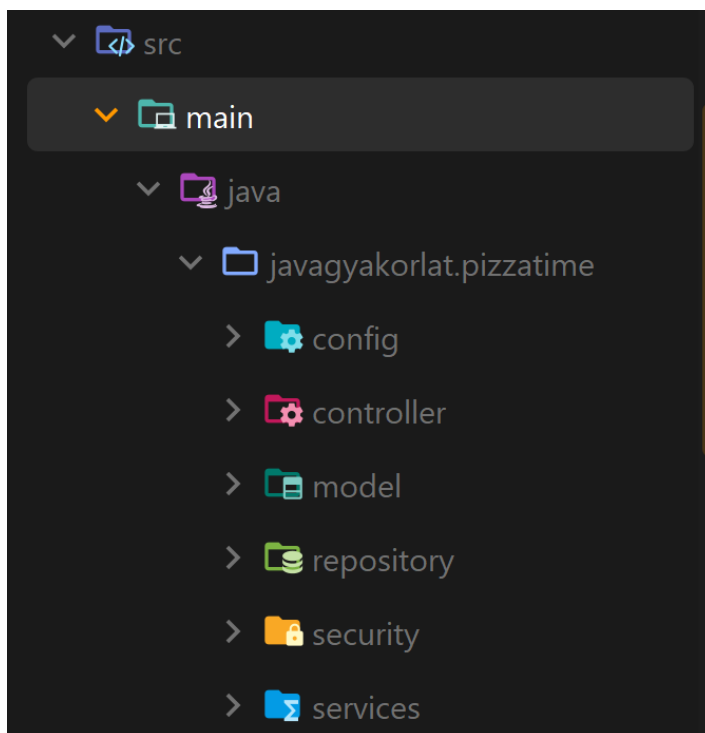 src
main
java
javagyakorlat.pizzatime
config
controller
model
repository
security
services